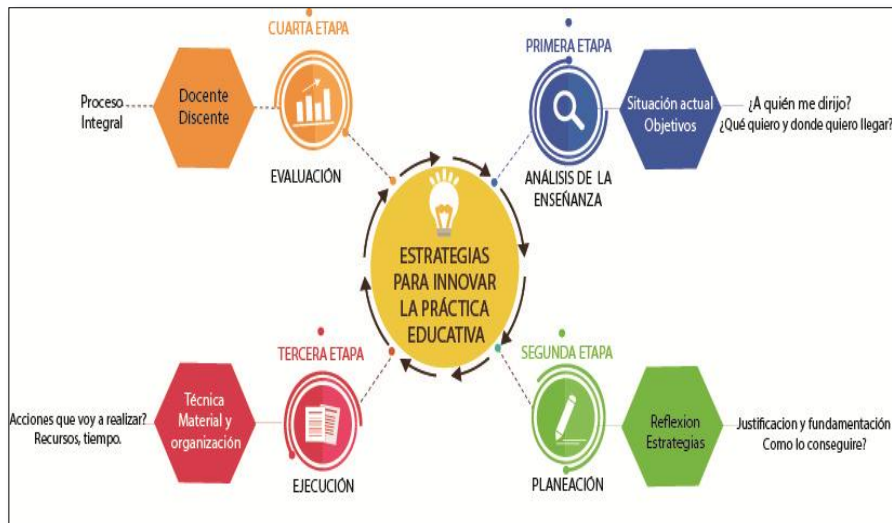 CUARTA ETAPA
Proceso
Integral
Docente
Discente
EVALUACIÓN
PRIMERA ETAPA
Situación actual
Objetivos
¿A quién me dirijo?
¿Qué quiero y donde quiero llegar?
ANÁLISIS DE LA
ENSEÑANZA
ESTRATEGIAS
PARA INNOVAR
LA PRÁCTICA
EDUCATIVA
TERCERA ETAPA
Acciones que voy a realizar?
Recursos, tiempo.
Técnica
Material y
organización
EJECUCIÓN
SEGUNDA ETAPA
Reflexion
Estrategias
Justificacion y fundamentación
Como lo conseguire?
PLANEACIÓN